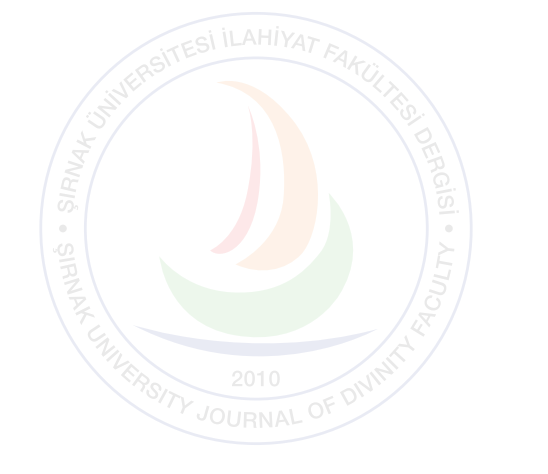 ŞIRNAK ÜNİVERSİTESİ İLAHİYAT FAKÜLTESİ DERGİSİ
• ŞIRNAK UNIVERSITY JOURNAL OF DIVINITY FACULTY •
2010